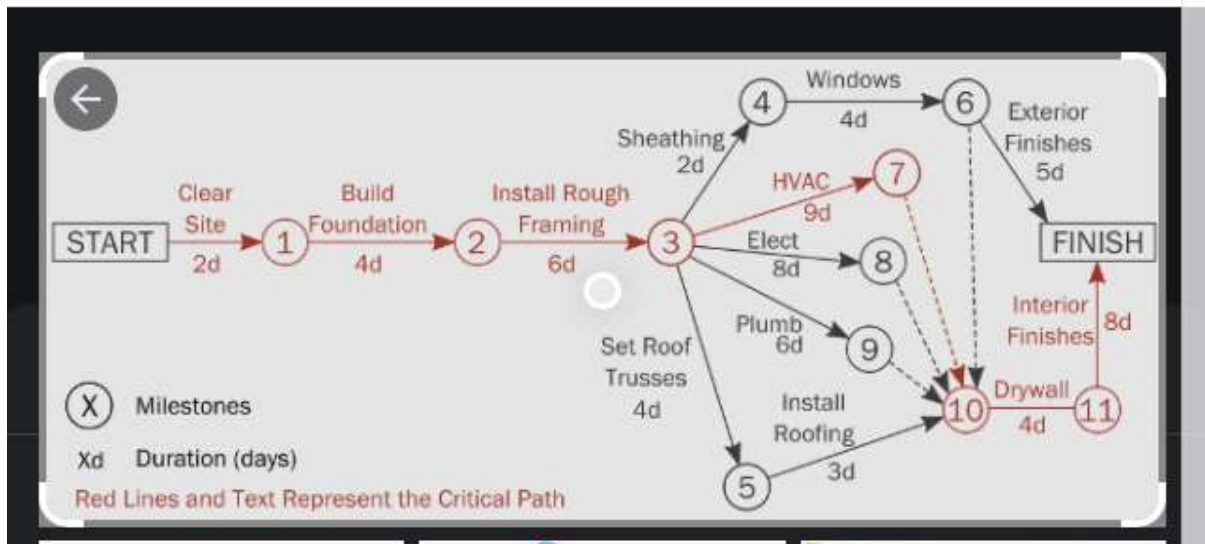 Windows
4
6
4d
Exterior
Finishes
5d
Sheathing
2d
HVAC
9d
7
Clear
Site
2d
Build
Foundation
4d
Install Rough
Framing
6d
START
1
2
3
Elect
8d
8
FINISH
Plumb
6d
9
Interior
Finishes
8d
Set Roof
Trusses
4d
Install
Roofing
3d
5
10
Drywall
4d
11
X Milestones
Xd Duration (days)
Red Lines and Text Represent the Critical Path